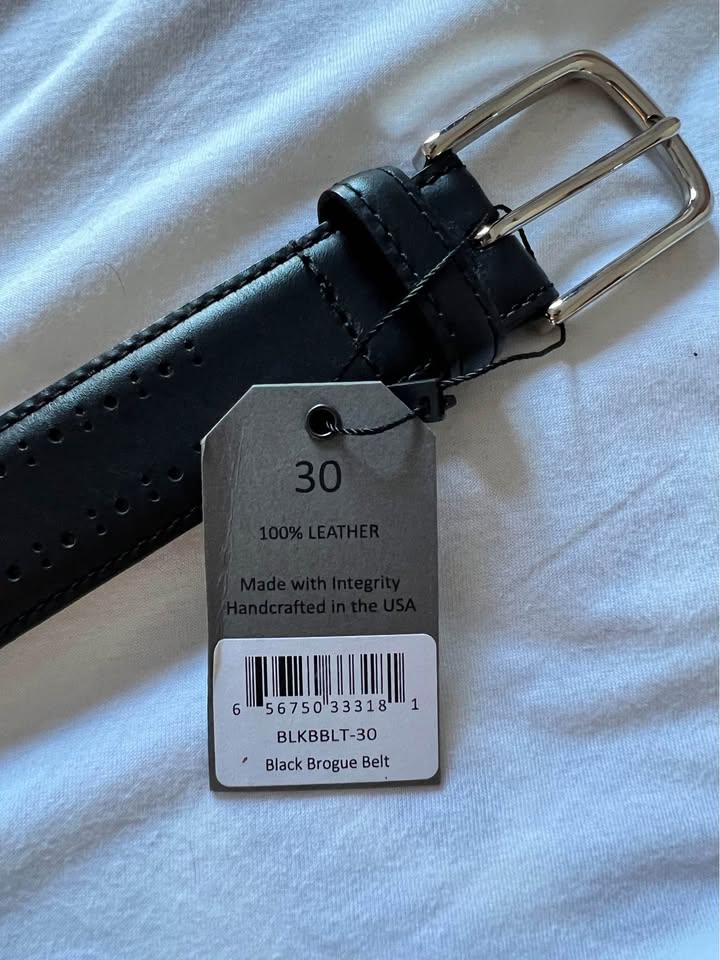 30
100% LEATHER
Made with Integrity
Handcrafted in the USA
6 56750 33318 1
BLKBBLT-30
Black Brogue Belt